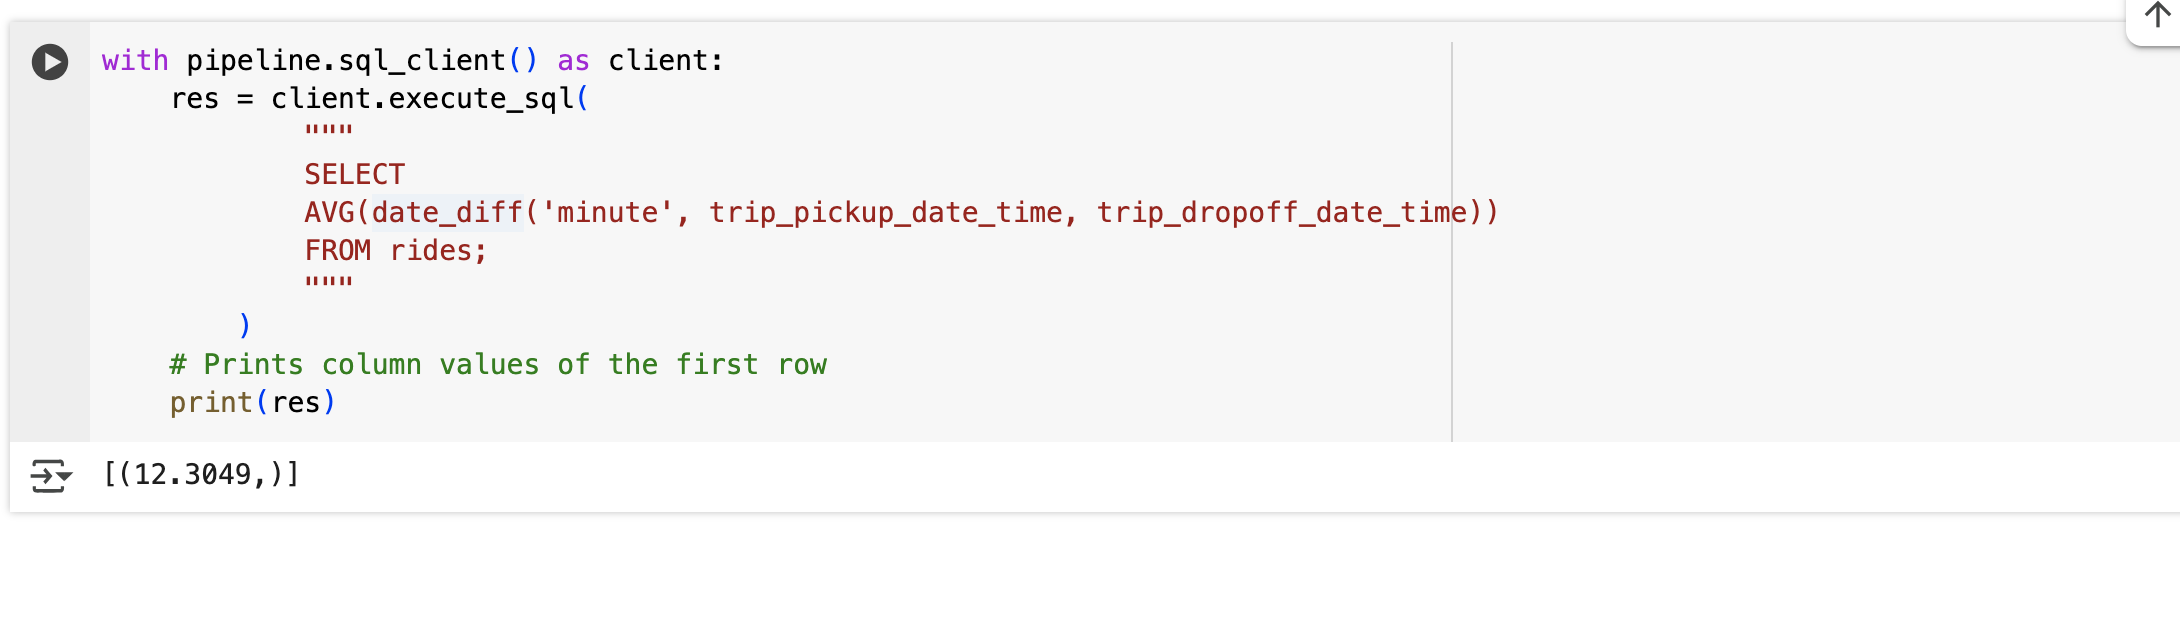 with pipeline.sql_client() as client:
    res = client.execute_sql(
            """
            SELECT
            AVG(date_diff('minute', trip_pickup_date_time, trip_dropoff_date_time))
            FROM rides;
            """
        )
    # Prints column values of the first row
    print(res)
[(12.3049,)]